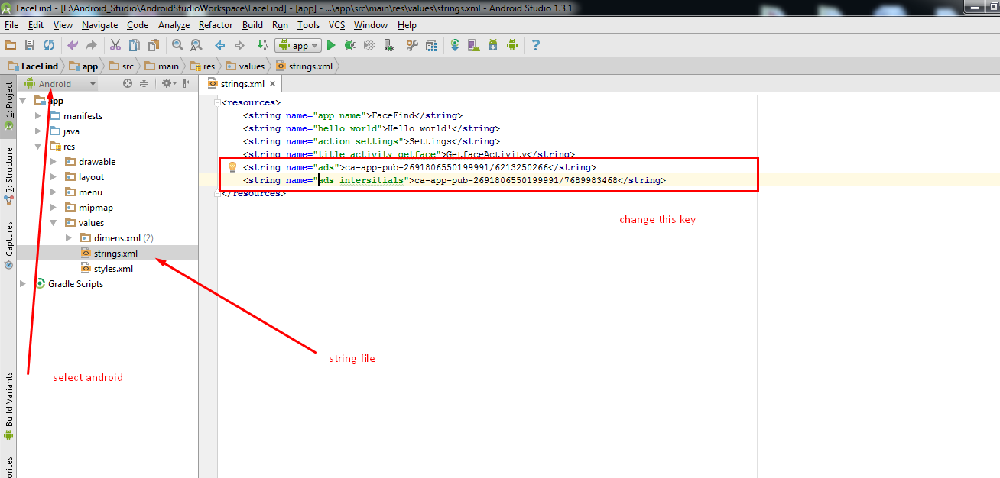 FaceFind - [E:\Android_Studio\AndroidStudioWorkspace\FaceFind] - [app] - ...\app\src\main\res\values\strings.xml - Android Studio 1.3.1
File Edit View Navigate Code Analyze Refactor Build Run Tools VCS Window Help
app
FaceFind app src main res values strings.xml
1: Project
7: Structure
Captures
Build Variants
Android
app
manifests
java
res
drawable
layout
menu
mipmap
values
dimens.xml (2)
strings.xml
styles.xml
Gradle Scripts
strings.xml
<resources>
<string name="app_name">FaceFind</string>
<string name="hello_world">Hello world!</string>
<string name="action_settings">Settings</string>
<string name="title_activity_getface">GetfaceActivity</string>
<string name="ads">ca-app-pub-2691806550199991/6213250266</string>
<string name="ads_intersitials">ca-app-pub-2691806550199991/7689983468</string>
</resources>
change this key
string file
select android